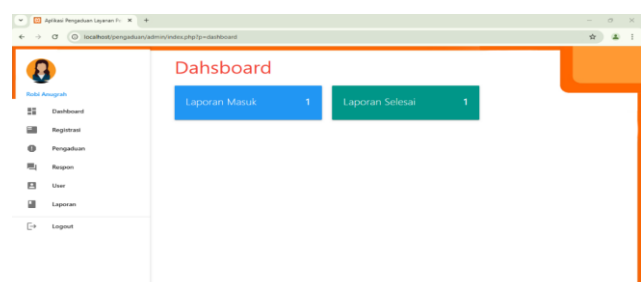 Aplikasi Pengaduan Layanan
localhost/pengaduan/admin/index.php?p=dashboard
Dahsboard
Laporan Masuk 1
Laporan Selesai 1
Anugrah
Dashboard
Registrasi
Pengaduan
Respon
User
Laporan
Logout